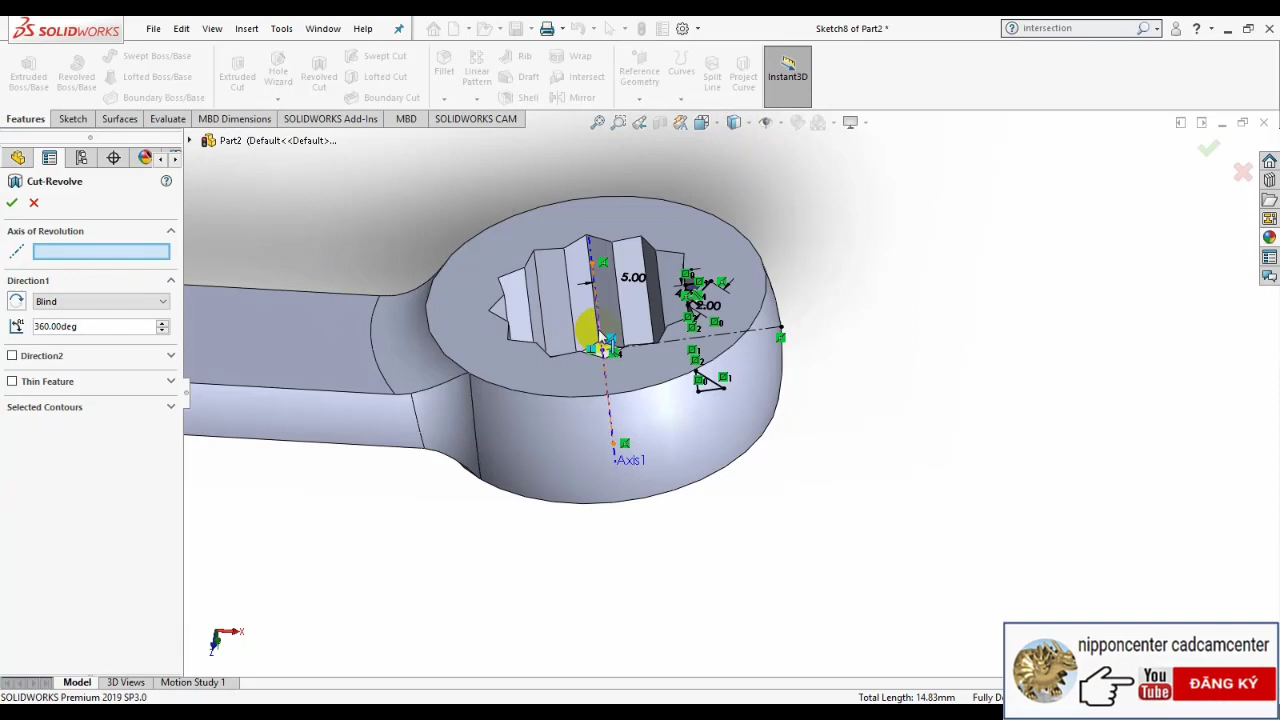 SOLIDWORKS File Edit View Insert Tools Window Help Sketch8 of Part2 * intersection
Extruded Boss/Base Revolved Boss/Base Swept Boss/Base Lofted Boss/Base Boundary Boss/Base Extruded Cut Hole Wizard Revolved Cut Swept Cut Lofted Cut Boundary Cut Fillet Linear Pattern Rib Draft Shell Wrap Intersect Mirror Reference Geometry Curves Split Line Project Curve Instant3D
Features Sketch Surfaces Evaluate MBD Dimensions SOLIDWORKS Add-Ins MBD SOLIDWORKS CAM
Part2 (Default<<Default>...
Cut-Revolve
Axis of Revolution
Direction1
Blind
360.00deg
Direction2
Thin Feature
Selected Contours
5.00
2.00
Axis1
X
Z
nipponcenter cadcamcenter
You Tube ĐĂNG KÝ
Model 3D Views Motion Study 1
SOLIDWORKS Premium 2019 SP3.0 Total Length: 14.83mm Fully De